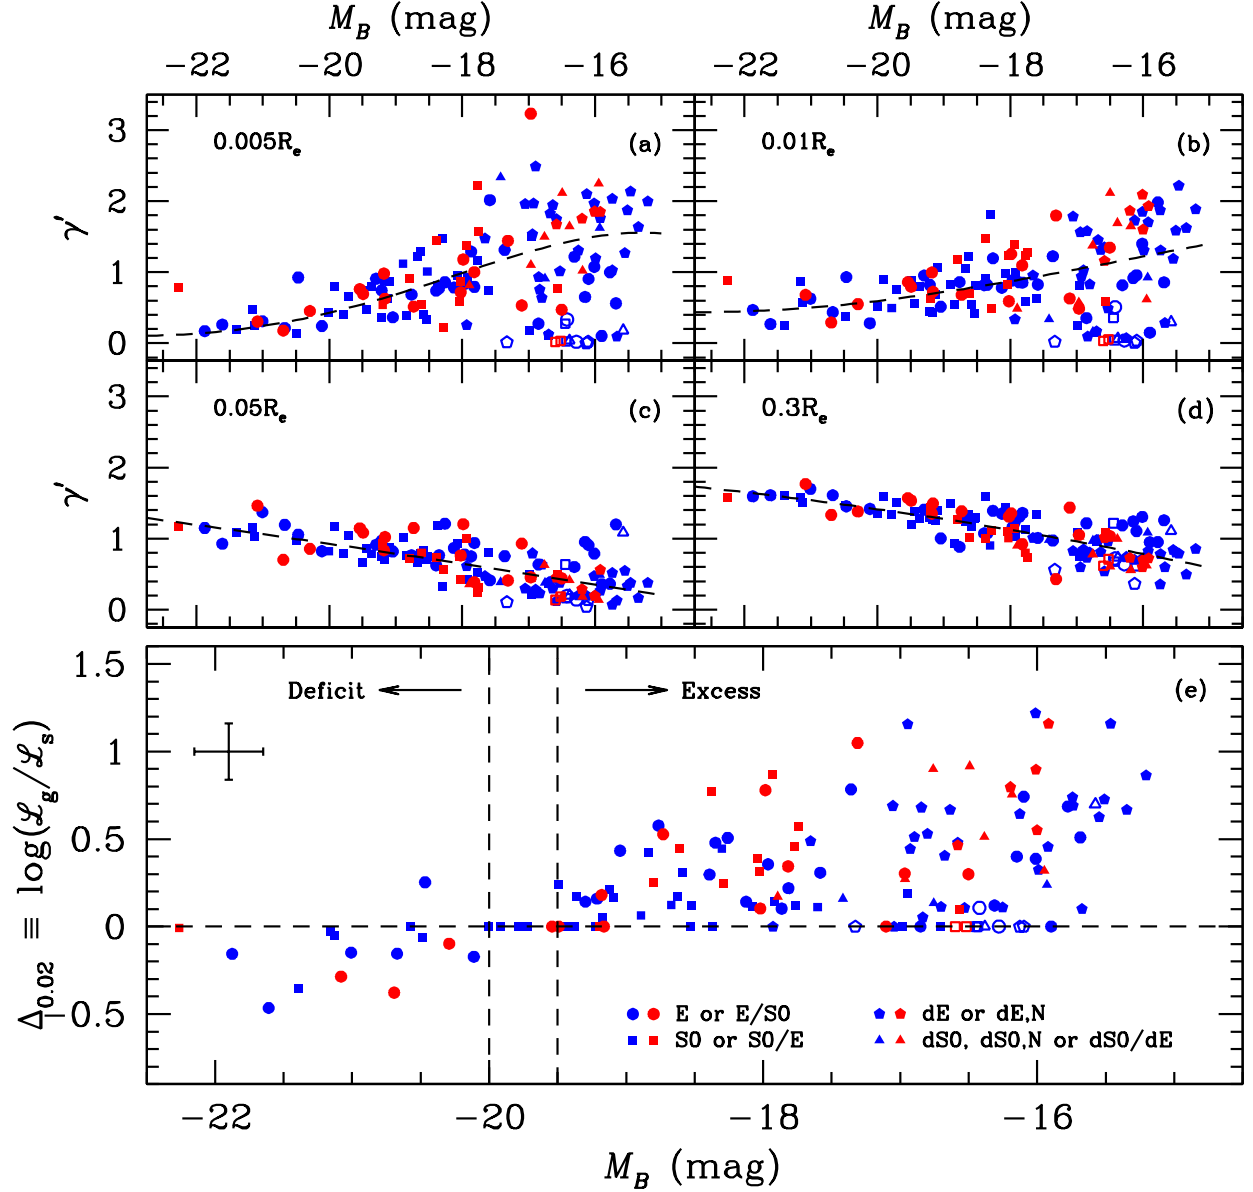 M_B (mag) M_B (mag)
−22 −20 −18 −16 −22 −20 −18 −16
3 0.005R_e (a) 0.01R_e (b)
2
γ′
1
0
3 0.05R_e (c) 0.3R_e (d)
2
γ′
1
0
1.5 (e)
Deficit Excess
1
0.5
0
−0.5
Δ_0.02 ≡ log(ℒ_g/ℒ_s)
E or E/S0 dE or dE,N
S0 or S0/E dS0, dS0,N or dS0/dE
−22 −20 −18 −16
M_B (mag)